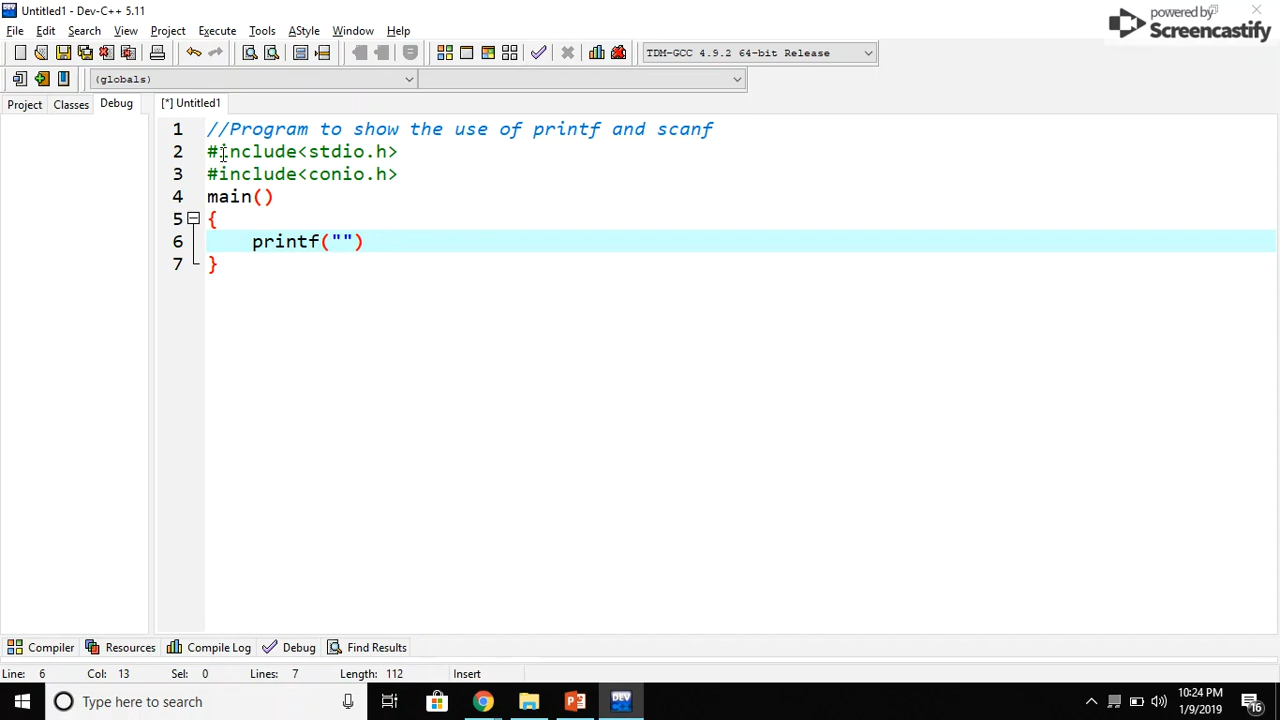 Untitled1 - Dev-C++ 5.11
powered by
Screencastify
File Edit Search View Project Execute Tools AStyle Window Help
TDM-GCC 4.9.2 64-bit Release
(globals)
Project Classes Debug
[*] Untitled1
1 //Program to show the use of printf and scanf
2 #include<stdio.h>
3 #include<conio.h>
4 main()
5 {
6 printf("")
7 }
Compiler Resources Compile Log Debug Find Results
Line: 6 Col: 13 Sel: 0 Lines: 7 Length: 112 Insert
Type here to search
DEV
10:24 PM
1/9/2019
16